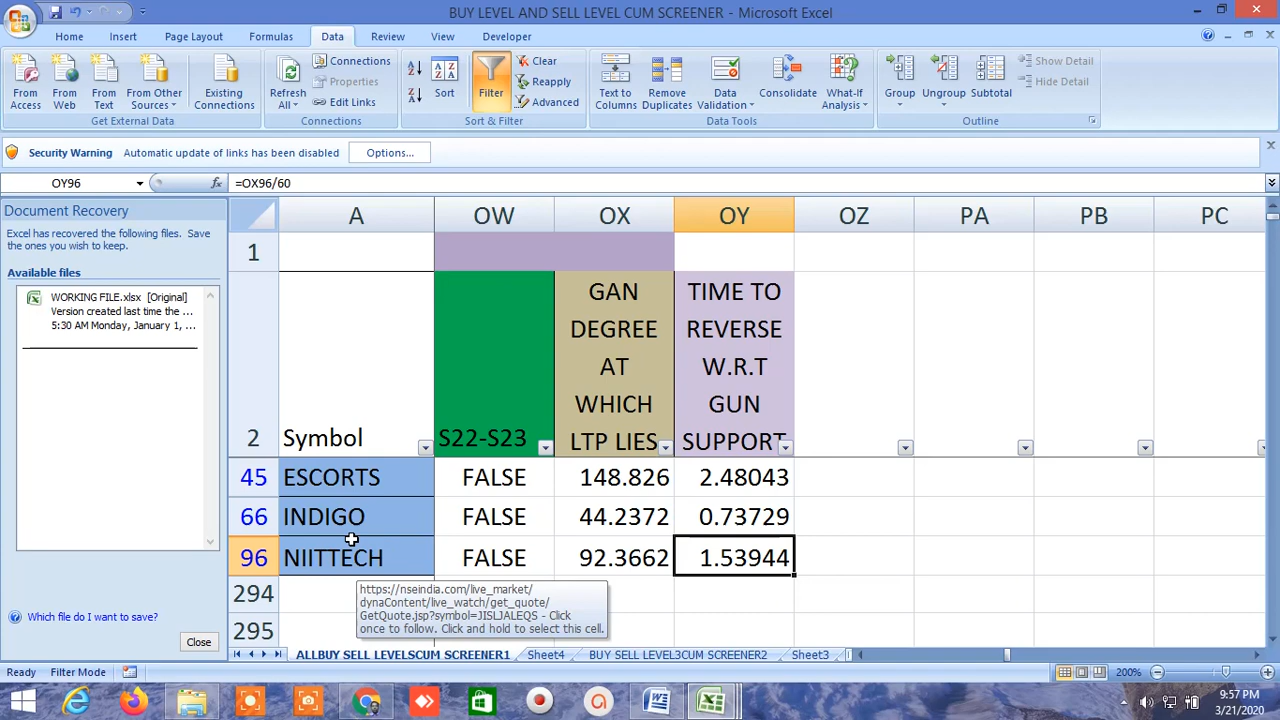 BUY LEVEL AND SELL LEVEL CUM SCREENER - Microsoft Excel
Home Insert Page Layout Formulas Data Review View Developer
From Access
From Web
From Text
From Other Sources
Existing Connections
Get External Data
Refresh All
Connections
Properties
Edit Links
Connections
Sort
Filter
Clear
Reapply
Advanced
Sort & Filter
Text to Columns
Remove Duplicates
Data Validation
Consolidate
What-If Analysis
Data Tools
Group
Ungroup
Subtotal
Show Detail
Hide Detail
Outline
Security Warning Automatic update of links has been disabled Options...
OY96 fx =OX96/60
Document Recovery
Excel has recovered the following files. Save
the ones you wish to keep.
Available files
WORKING FILE.xlsx [Original]
Version created last time the ...
5:30 AM Monday, January 1, ...
Which file do I want to save?
Close
A OW OX OY OZ PA PB PC
1
2 Symbol S22-S23
GAN
DEGREE
AT
WHICH
LTP LIES
TIME TO
REVERSE
W.R.T
GUN
SUPPORT
45 ESCORTS FALSE 148.826 2.48043
66 INDIGO FALSE 44.2372 0.73729
96 NIITTECH FALSE 92.3662 1.53944
294
295
https://nseindia.com/live_market/
dynaContent/live_watch/get_quote/
GetQuote.jsp?symbol=JISLJALEQS - Click
once to follow. Click and hold to select this cell.
ALLBUY SELL LEVELSCUM SCREENER1 Sheet4 BUY SELL LEVEL3CUM SCREENER2 Sheet3
Ready Filter Mode 200%
9:57 PM
3/21/2020